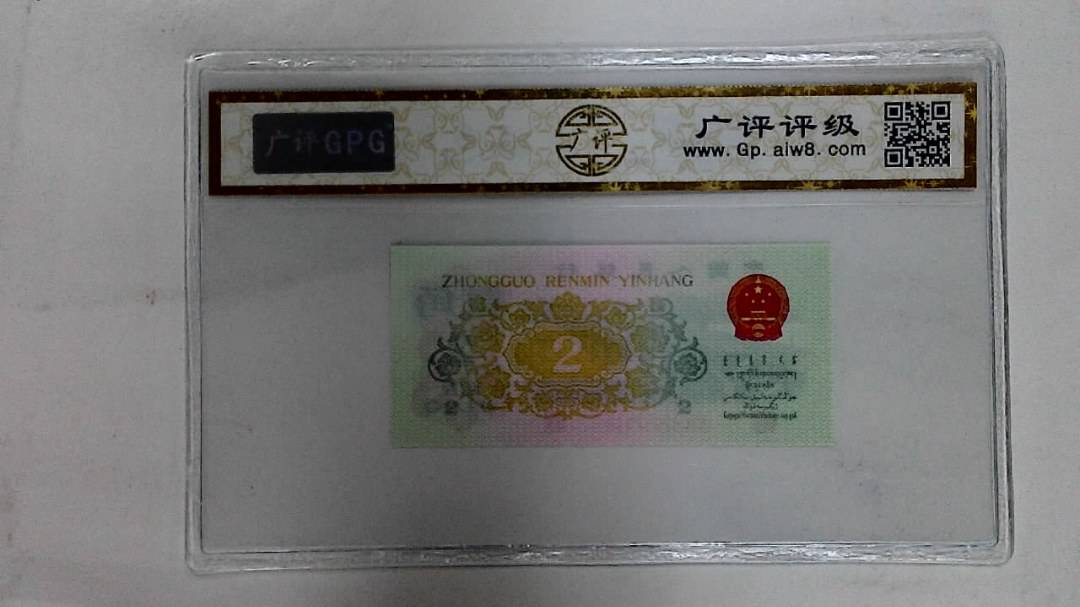 广评GPG
广评
广评评级
www.Gp.aiw8.com
ZHONGGUO RENMIN YINHANG
2
2
2